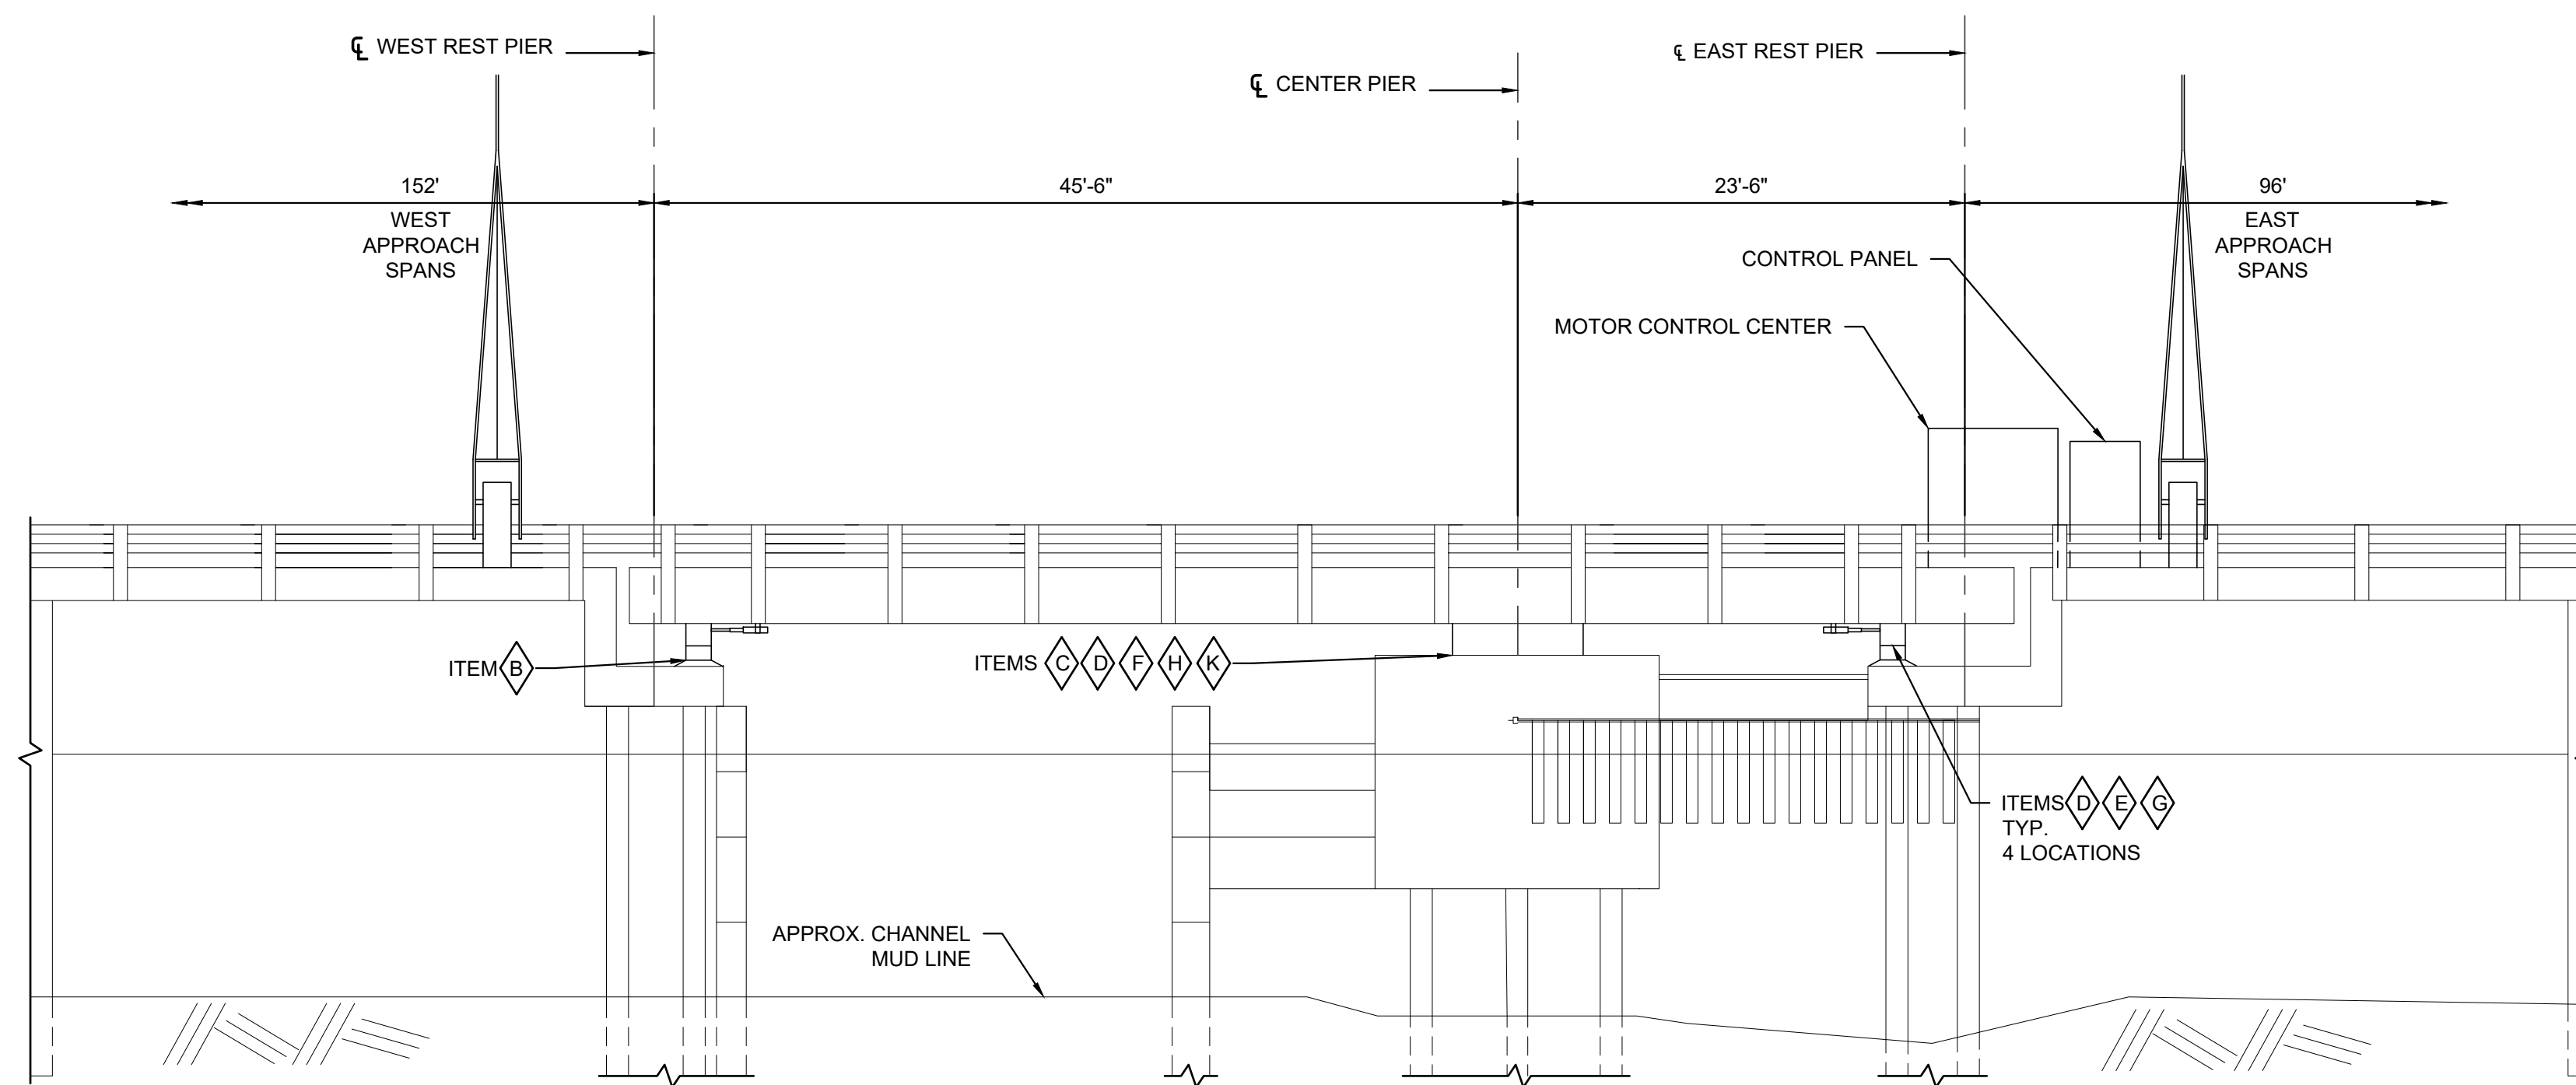 ℄ WEST REST PIER
℄ EAST REST PIER
℄ CENTER PIER
152'
WEST
APPROACH
SPANS
45'-6"
23'-6"
96'
EAST
APPROACH
SPANS
CONTROL PANEL
MOTOR CONTROL CENTER
ITEM B
ITEMS C D F H K
ITEMS D E G
TYP.
4 LOCATIONS
APPROX. CHANNEL
MUD LINE